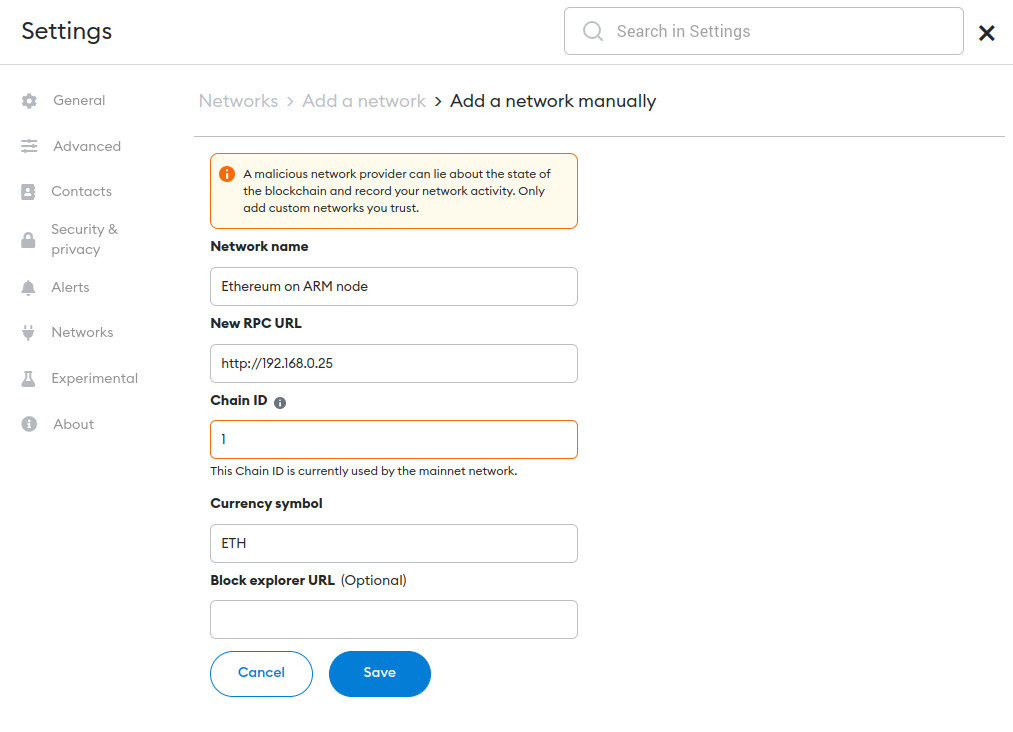 Settings
Search in Settings
General
Advanced
Contacts
Security &
privacy
Alerts
Networks
Experimental
About
Networks > Add a network > Add a network manually
A malicious network provider can lie about the state of
the blockchain and record your network activity. Only
add custom networks you trust.
Network name
Ethereum on ARM node
New RPC URL
http://192.168.0.25
Chain ID
1
This Chain ID is currently used by the mainnet network.
Currency symbol
ETH
Block explorer URL (Optional)
Cancel
Save